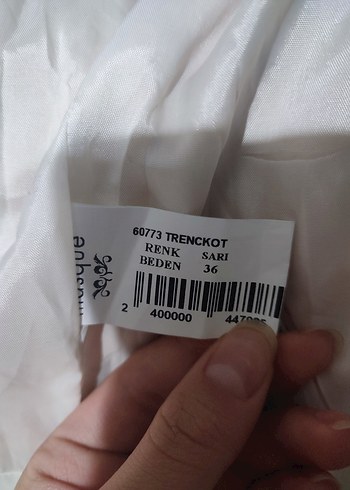 60773 TRENCKOT
RENK SARI
BEDEN 36
2 400000